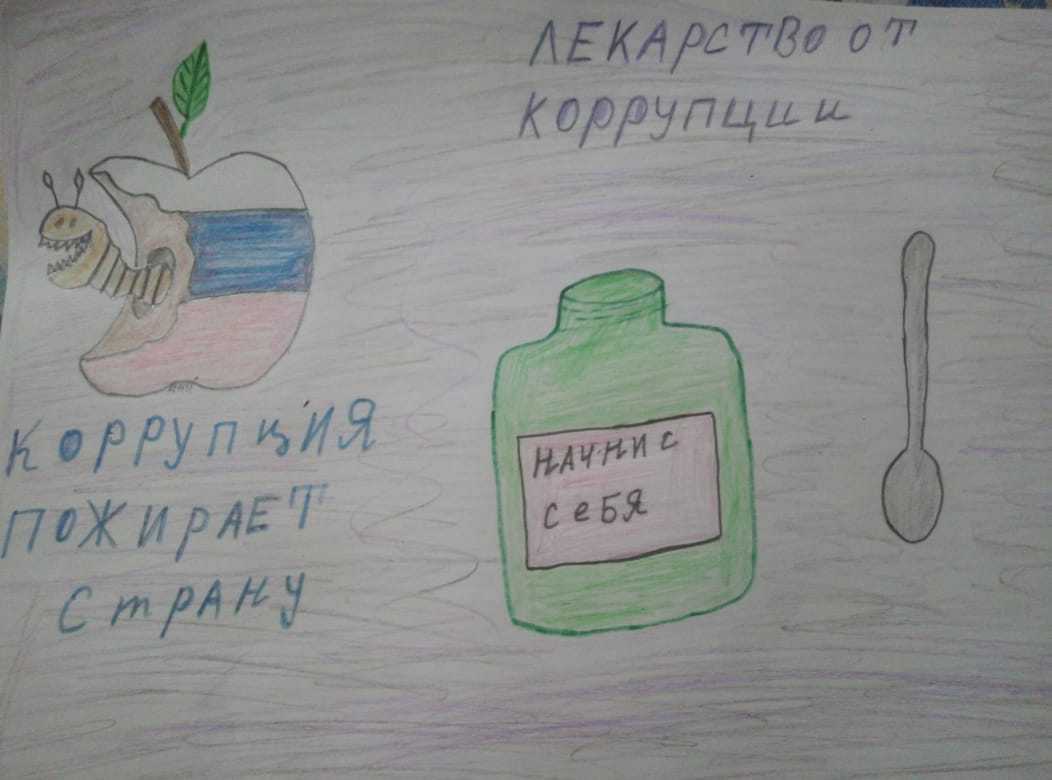 ЛЕКАРСТВО ОТ
КОРРУПЦИИ
КОРРУПЦИЯ
ПОЖИРАЕТ
СТРАНУ
НАЧНИ С
СЕБЯ